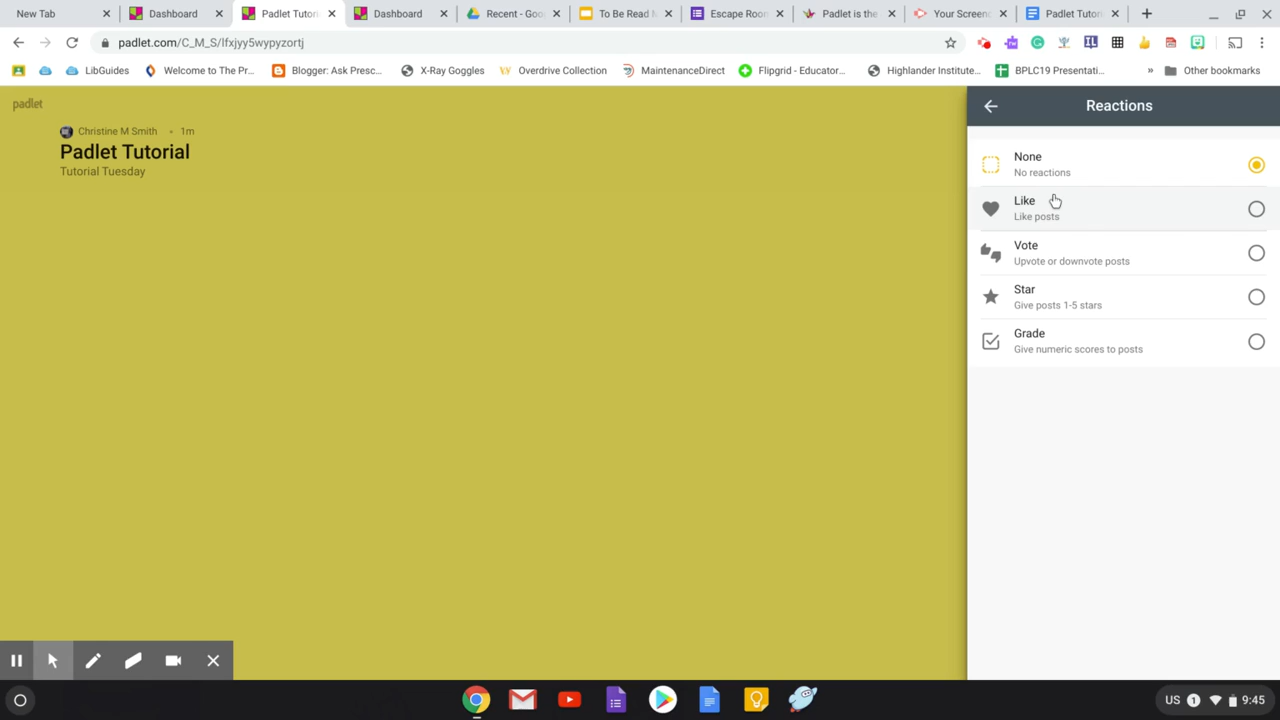 New Tab
Dashboard
Padlet Tutori
Dashboard
Recent - Goo
To Be Read M
Escape Room
Padlet is the
Your Screenc
Padlet Tutori
padlet.com/C_M_S/lfxjyy5wypyzortj
LibGuides
Welcome to The Pr...
Blogger: Ask Presc...
X-Ray Goggles
Overdrive Collection
MaintenanceDirect
Flipgrid - Educator...
Highlander Institute...
BPLC19 Presentati...
»
Other bookmarks
padlet
Christine M Smith • 1m
Padlet Tutorial
Tutorial Tuesday
Reactions
None
No reactions
Like
Like posts
Vote
Upvote or downvote posts
Star
Give posts 1-5 stars
Grade
Give numeric scores to posts
US 1 9:45